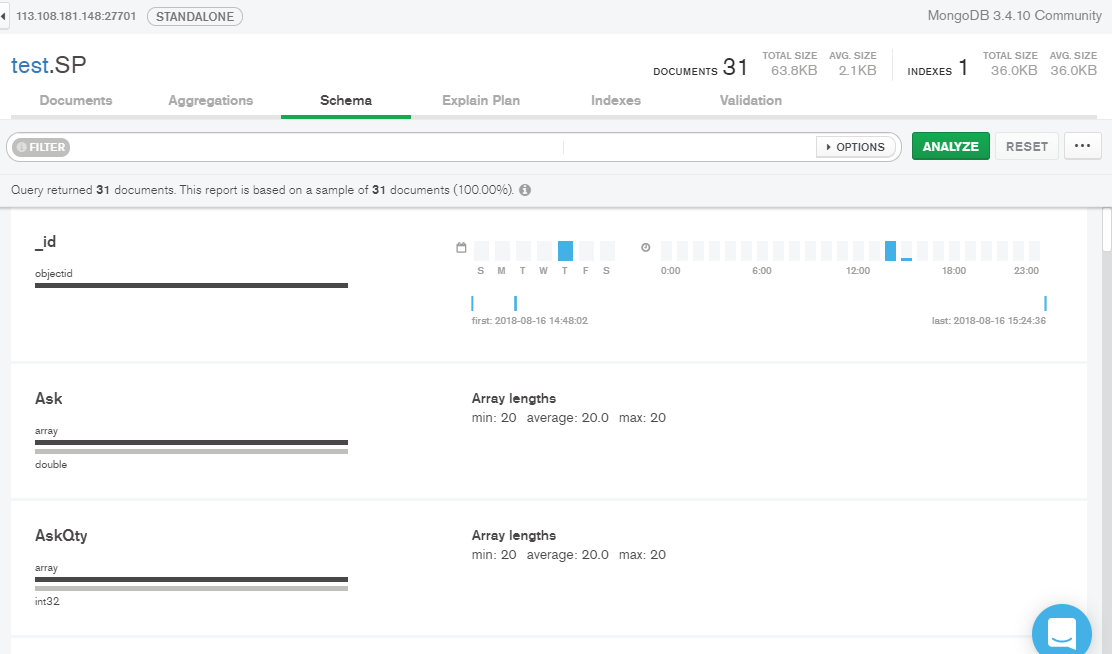 113.108.181.148:27701 STANDALONE MongoDB 3.4.10 Community
test.SP
DOCUMENTS 31 TOTAL SIZE 63.8KB AVG. SIZE 2.1KB INDEXES 1 TOTAL SIZE 36.0KB AVG. SIZE 36.0KB
Documents Aggregations Schema Explain Plan Indexes Validation
FILTER OPTIONS ANALYZE RESET ...
Query returned 31 documents. This report is based on a sample of 31 documents (100.00%).
_id
objectid
S M T W T F S 0:00 6:00 12:00 18:00 23:00
first: 2018-08-16 14:48:02 last: 2018-08-16 15:24:36
Ask
array
double
Array lengths
min: 20 average: 20.0 max: 20
AskQty
array
int32
Array lengths
min: 20 average: 20.0 max: 20